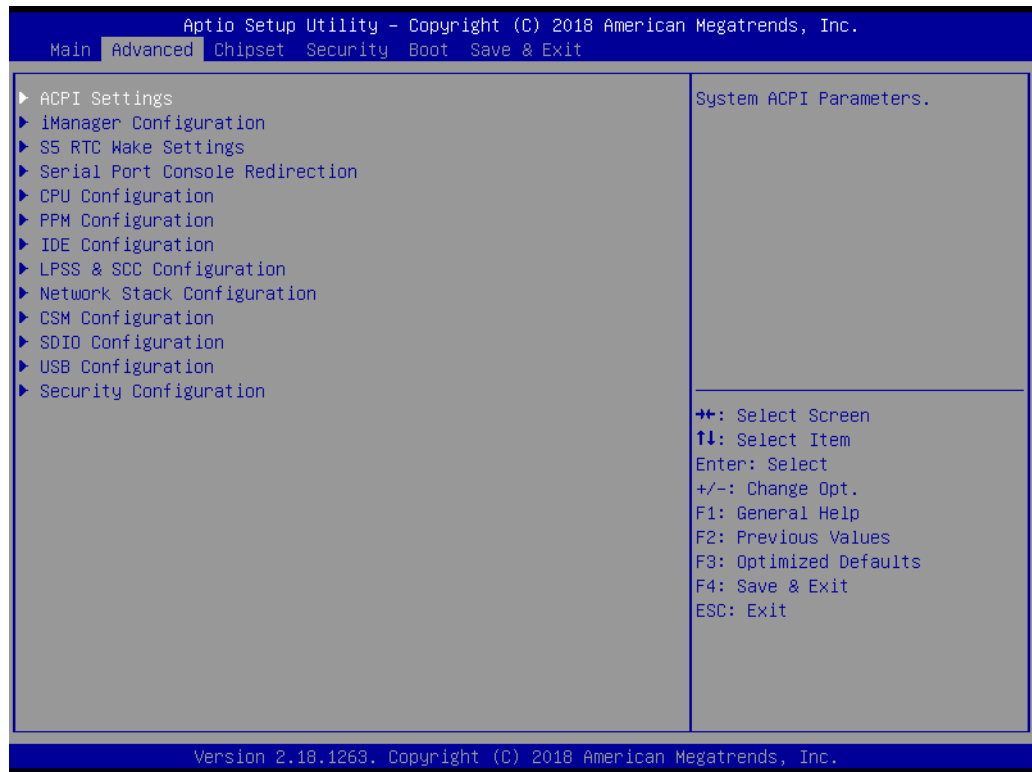 Aptio Setup Utility – Copyright (C) 2018 American Megatrends, Inc.
Main Advanced Chipset Security Boot Save & Exit
ACPI Settings
iManager Configuration
S5 RTC Wake Settings
Serial Port Console Redirection
CPU Configuration
PPM Configuration
IDE Configuration
LPSS & SCC Configuration
Network Stack Configuration
CSM Configuration
SDIO Configuration
USB Configuration
Security Configuration
System ACPI Parameters.
→←: Select Screen
↑↓: Select Item
Enter: Select
+/-: Change Opt.
F1: General Help
F2: Previous Values
F3: Optimized Defaults
F4: Save & Exit
ESC: Exit
Version 2.18.1263. Copyright (C) 2018 American Megatrends, Inc.